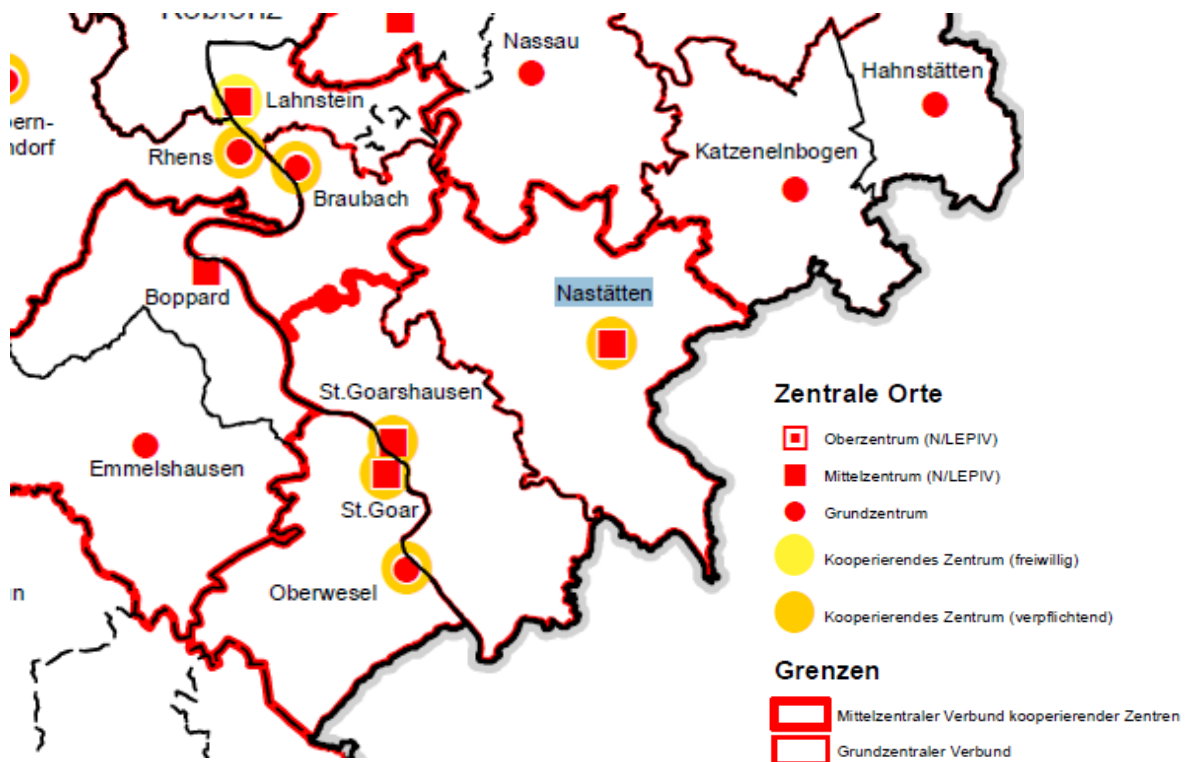 Koblenz
Nassau
Hahnstätten
Lahnstein
Rhens
Katzenelnbogen
Braubach
Boppard
Nastätten
St.Goarshausen
Emmelshausen
St.Goar
Oberwesel
Zentrale Orte
Oberzentrum (N/LEPIV)
Mittelzentrum (N/LEPIV)
Grundzentrum
Kooperierendes Zentrum (freiwillig)
Kooperierendes Zentrum (verpflichtend)
Grenzen
Mittelzentraler Verbund kooperierender Zentren
Grundzentraler Verbund